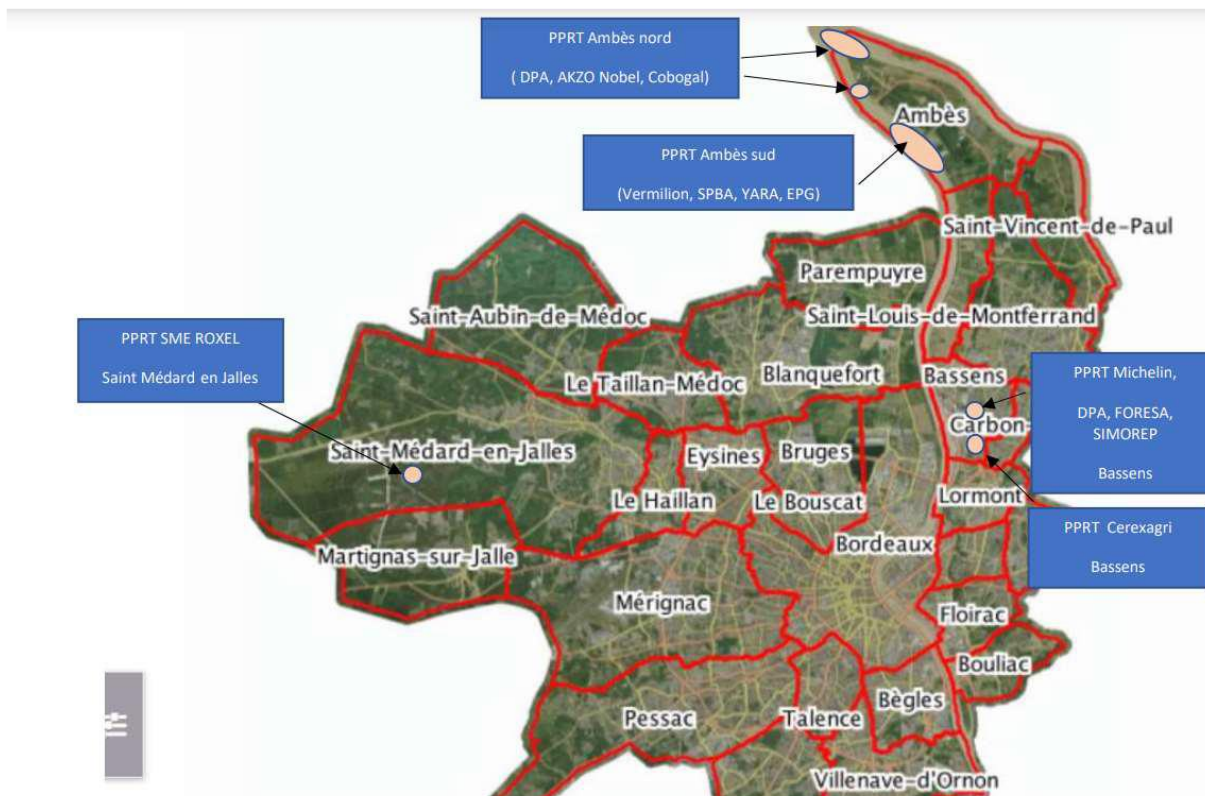 PPRT Ambès nord
( DPA, AKZO Nobel, Cobogal)
Ambès
PPRT Ambès sud
(Vermilion, SPBA, YARA, EPG)
Saint-Vincent-de-Paul
Parempuyre
Saint-Aubin-de-Médoc
Saint-Louis-de-Montferrand
PPRT SME ROXEL
Saint Médard en Jalles
Le Taillan-Médoc
Blanquefort
Bassens
PPRT Michelin,
DPA, FORESA,
SIMOREP
Bassens
Carbon-
Saint-Médard-en-Jalles
Eysines
Bruges
Le Haillan
Le Bouscat
Lormont
PPRT Cerexagri
Bassens
Bordeaux
Martignas-sur-Jalle
Mérignac
Floirac
Bouliac
Bègles
Pessac
Talence
Villenave-d'Ornon